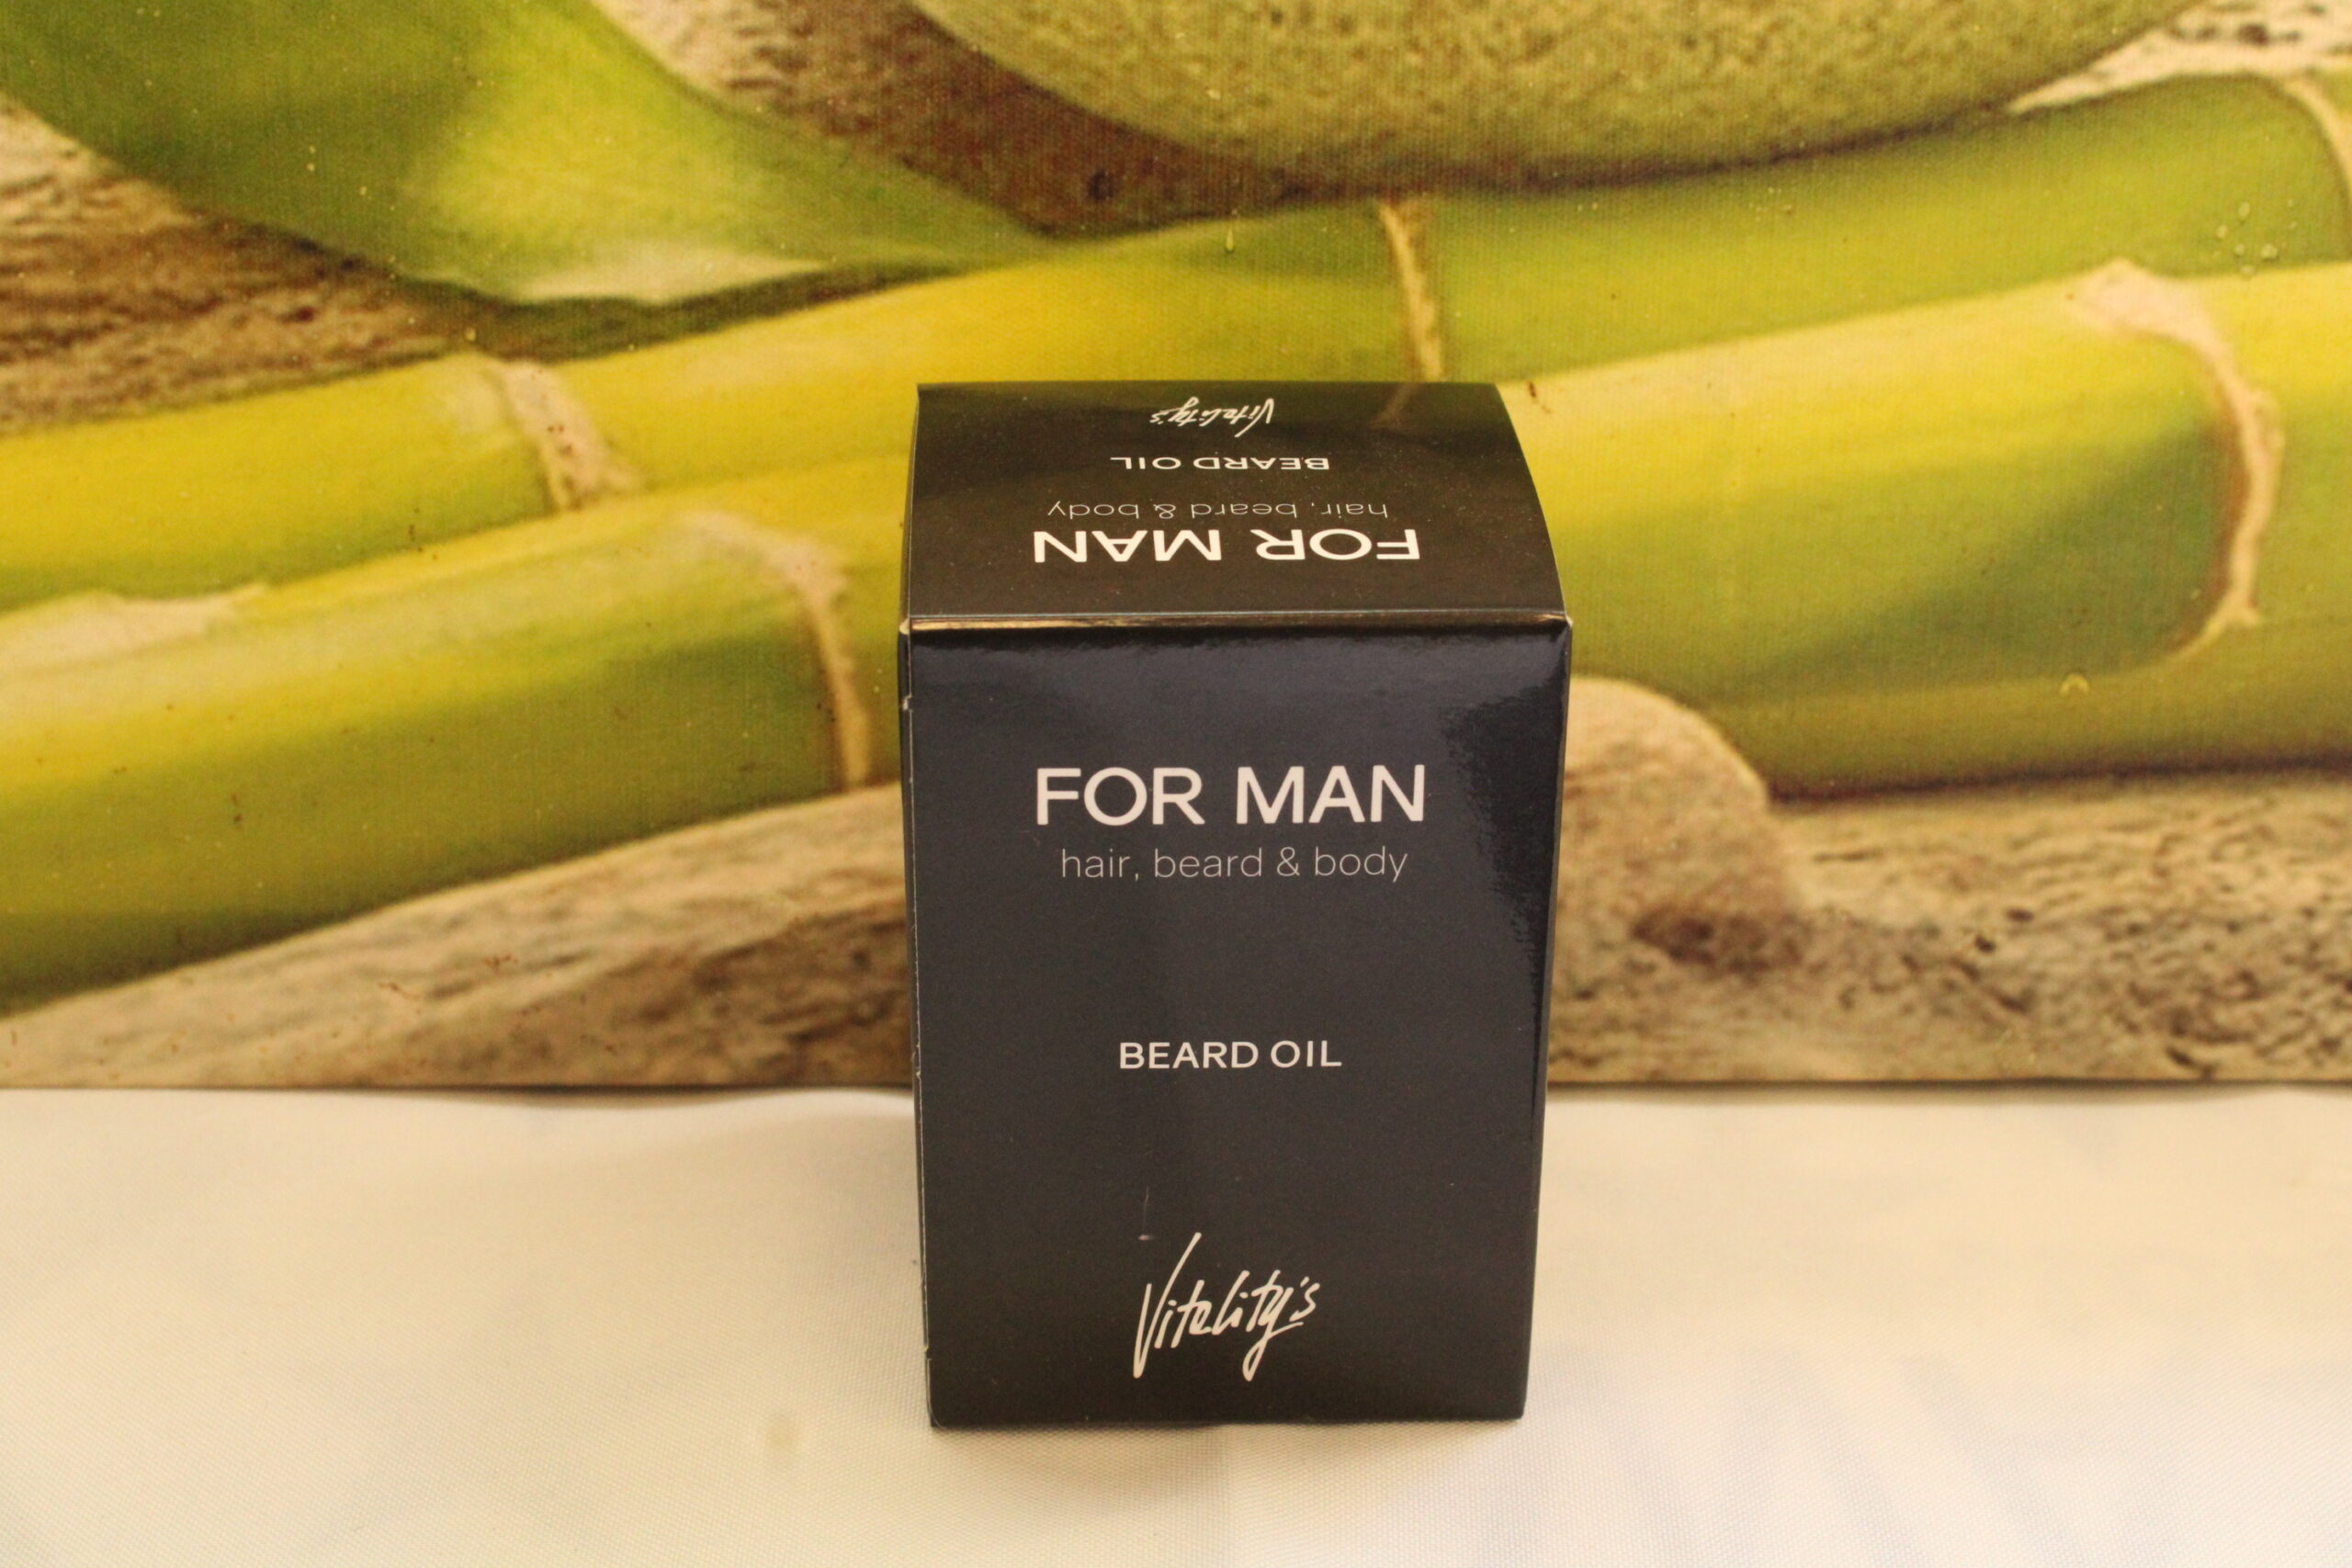 Vitality's
BEARD OIL
hair, beard & body
FOR MAN
FOR MAN
hair, beard & body
BEARD OIL
Vitality's